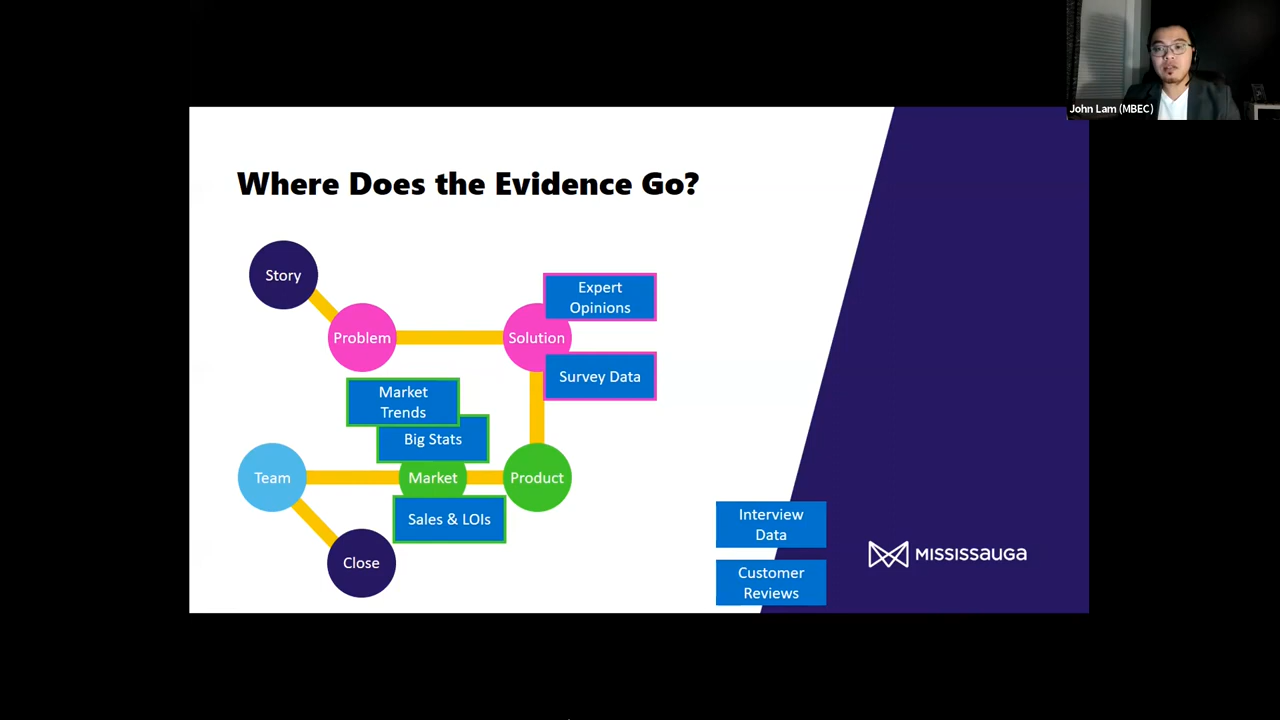 John Lam (MBEC)
Where Does the Evidence Go?
Story
Expert
Opinions
Problem
Solution
Survey Data
Market
Trends
Big Stats
Team
Market
Product
Sales & LOIs
Close
Interview
Data
Customer
Reviews
MISSISSAUGA